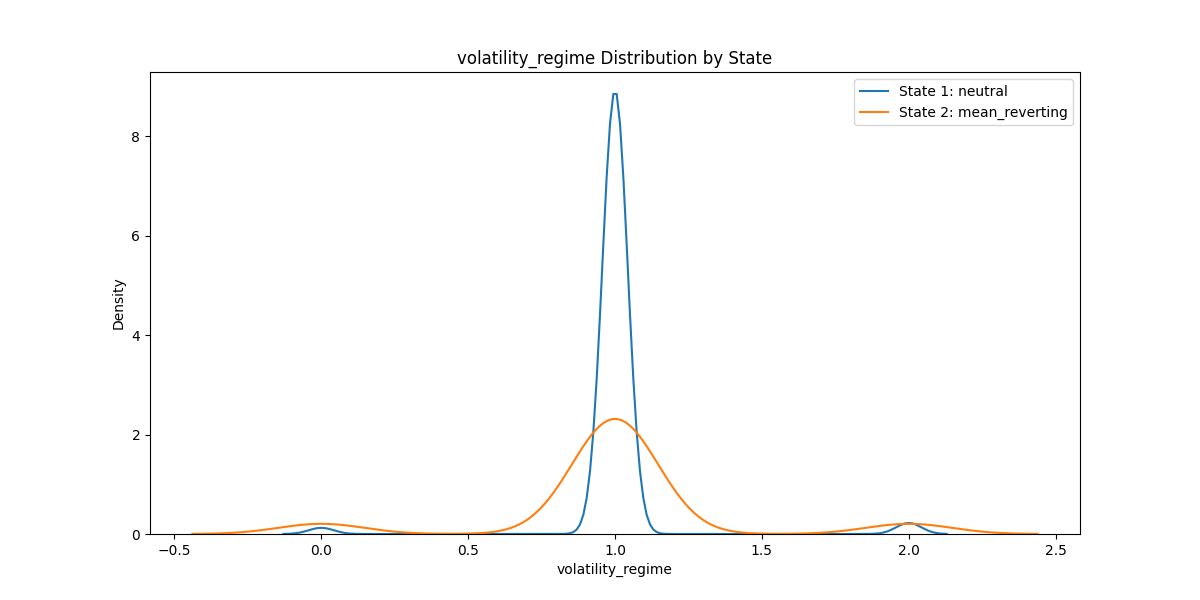 volatility_regime Distribution by State
State 1: neutral
State 2: mean_reverting
Density
8
6
4
2
0
−0.5 0.0 0.5 1.0 1.5 2.0 2.5
volatility_regime